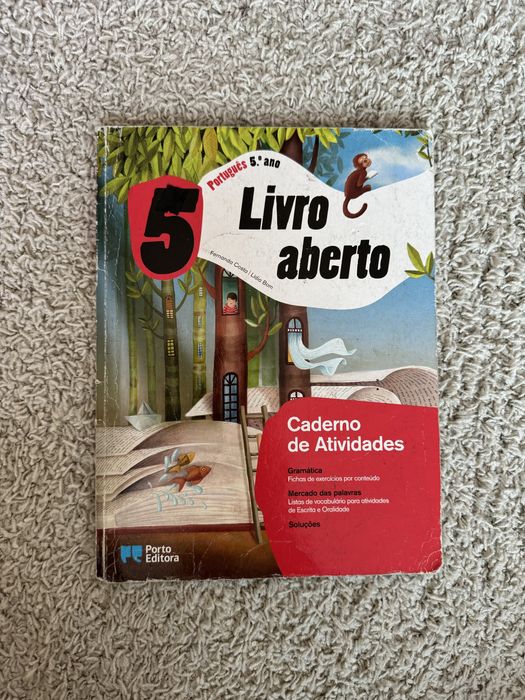 Português 5.º ano
5
Livro
aberto
Fernanda Costa | Lídia Bom
Caderno
de Atividades
Gramática
Fichas de exercícios por conteúdo
Mercado das palavras
Listas de vocabulário para atividades
de Escrita e Oralidade
Soluções
Porto
Editora